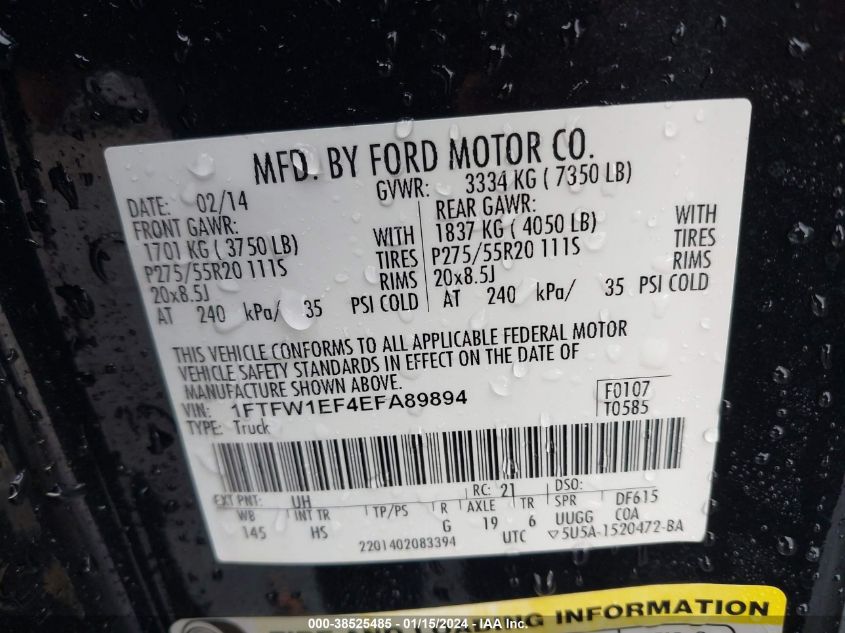 MFD. BY FORD MOTOR CO.
DATE: 02/14 GVWR: 3334 KG ( 7350 LB)
FRONT GAWR: REAR GAWR:
1701 KG ( 3750 LB) WITH 1837 KG ( 4050 LB) WITH
P275/55R20 111S TIRES P275/55R20 111S TIRES
20x8.5J RIMS 20x8.5J RIMS
AT 240 kPa/ 35 PSI COLD AT 240 kPa/ 35 PSI COLD
THIS VEHICLE CONFORMS TO ALL APPLICABLE FEDERAL MOTOR
VEHICLE SAFETY STANDARDS IN EFFECT ON THE DATE OF
MANUFACTURE SHOWN ABOVE.
VIN: 1FTFW1EF4EFA89894 F0107
TYPE: Truck T0585
EXT PNT: UH RC: 21 DSO:
WB INT TR TP/PS R AXLE TR SPR DF615
145 HS G 19 6 UUGG COA
2201402083394 UTC ▽5U5A-1520472-BA
TIRE AND LOADING INFORMATION
000-38525485 - 01/15/2024 - IAA Inc.